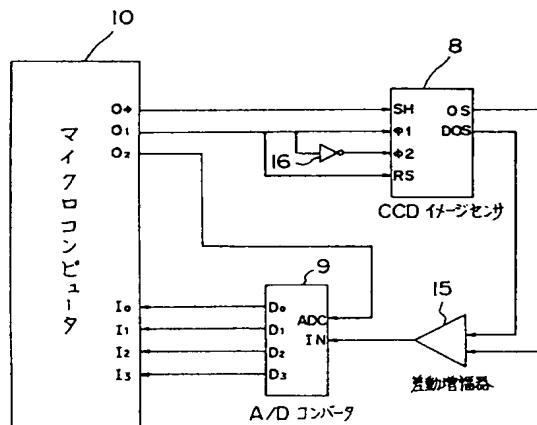 10
マイクロコンピュータ
O+
O1
O2
I0
I1
I2
I3
8
SH
Φ1
Φ2
RS
OS
DOS
16
CCD イメージセンサ
9
D0
D1
D2
D3
ADC
IN
A/D コンバータ
15
差動増幅器